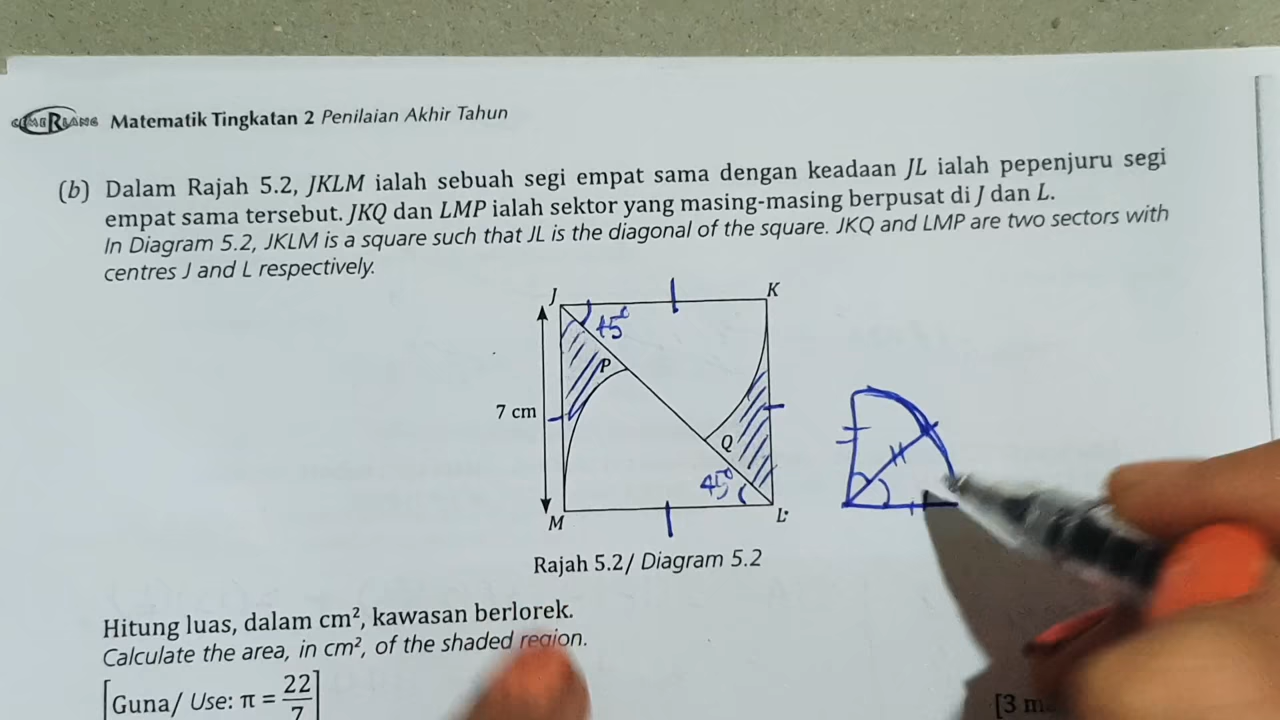 CEMERLANG Matematik Tingkatan 2 Penilaian Akhir Tahun
(b) Dalam Rajah 5.2, JKLM ialah sebuah segi empat sama dengan keadaan JL ialah pepenjuru segi
empat sama tersebut. JKQ dan LMP ialah sektor yang masing-masing berpusat di J dan L.
In Diagram 5.2, JKLM is a square such that JL is the diagonal of the square. JKQ and LMP are two sectors with
centres J and L respectively.
J K
45°
P
7 cm
Q
45°
M L
Rajah 5.2/ Diagram 5.2
Hitung luas, dalam cm², kawasan berlorek.
Calculate the area, in cm², of the shaded region.
[Guna/ Use: π = 22/7]
[3